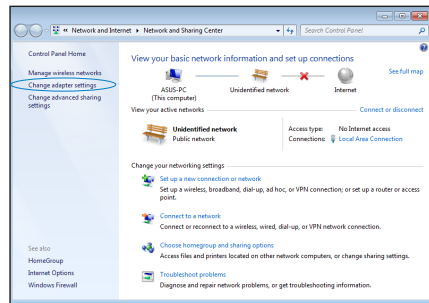 « Network and Internet ▸ Network and Sharing Center
Search Control Panel
Control Panel Home
Manage wireless networks
Change adapter settings
Change advanced sharing
settings
See also
HomeGroup
Internet Options
Windows Firewall
View your basic network information and set up connections
See full map
ASUS-PC
(This computer)
Unidentified network
Internet
View your active networks
Connect or disconnect
Unidentified network
Public network
Access type: No Internet access
Connections: Local Area Connection
Change your networking settings
Set up a new connection or network
Set up a wireless, broadband, dial-up, ad hoc, or VPN connection; or set up a router or access
point.
Connect to a network
Connect or reconnect to a wireless, wired, dial-up, or VPN network connection.
Choose homegroup and sharing options
Access files and printers located on other network computers, or change sharing settings.
Troubleshoot problems
Diagnose and repair network problems, or get troubleshooting information.